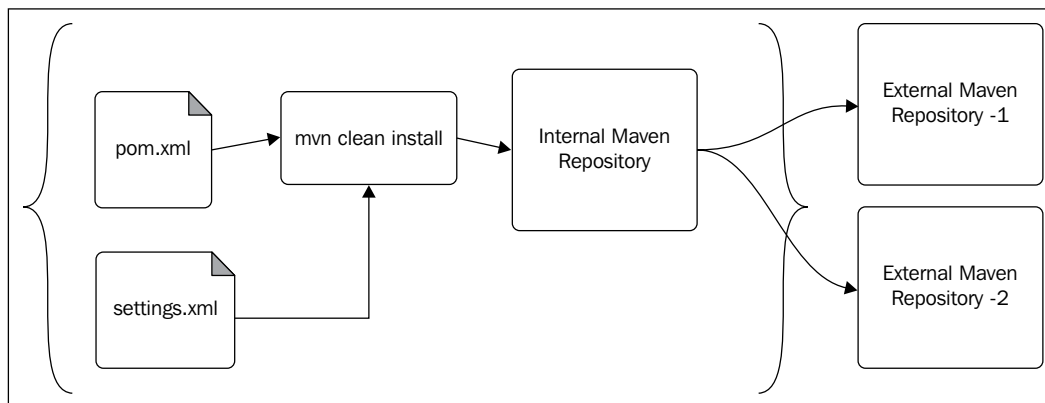 pom.xml
settings.xml
mvn clean install
Internal Maven
Repository
External Maven
Repository -1
External Maven
Repository -2